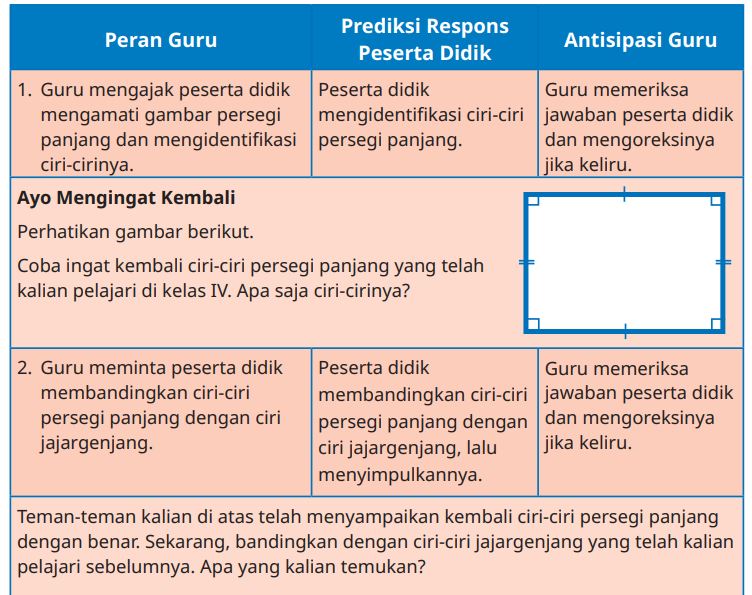 Peran Guru
Prediksi Respons
Peserta Didik
Antisipasi Guru
1. Guru mengajak peserta didik
mengamati gambar persegi
panjang dan mengidentifikasi
ciri-cirinya.
Peserta didik
mengidentifikasi ciri-ciri
persegi panjang.
Guru memeriksa
jawaban peserta didik
dan mengoreksinya
jika keliru.
Ayo Mengingat Kembali
Perhatikan gambar berikut.
Coba ingat kembali ciri-ciri persegi panjang yang telah
kalian pelajari di kelas IV. Apa saja ciri-cirinya?
2. Guru meminta peserta didik
membandingkan ciri-ciri
persegi panjang dengan ciri
jajargenjang.
Peserta didik
membandingkan ciri-ciri
persegi panjang dengan
ciri jajargenjang, lalu
menyimpulkannya.
Guru memeriksa
jawaban peserta didik
dan mengoreksinya
jika keliru.
Teman-teman kalian di atas telah menyampaikan kembali ciri-ciri persegi panjang
dengan benar. Sekarang, bandingkan dengan ciri-ciri jajargenjang yang telah kalian
pelajari sebelumnya. Apa yang kalian temukan?